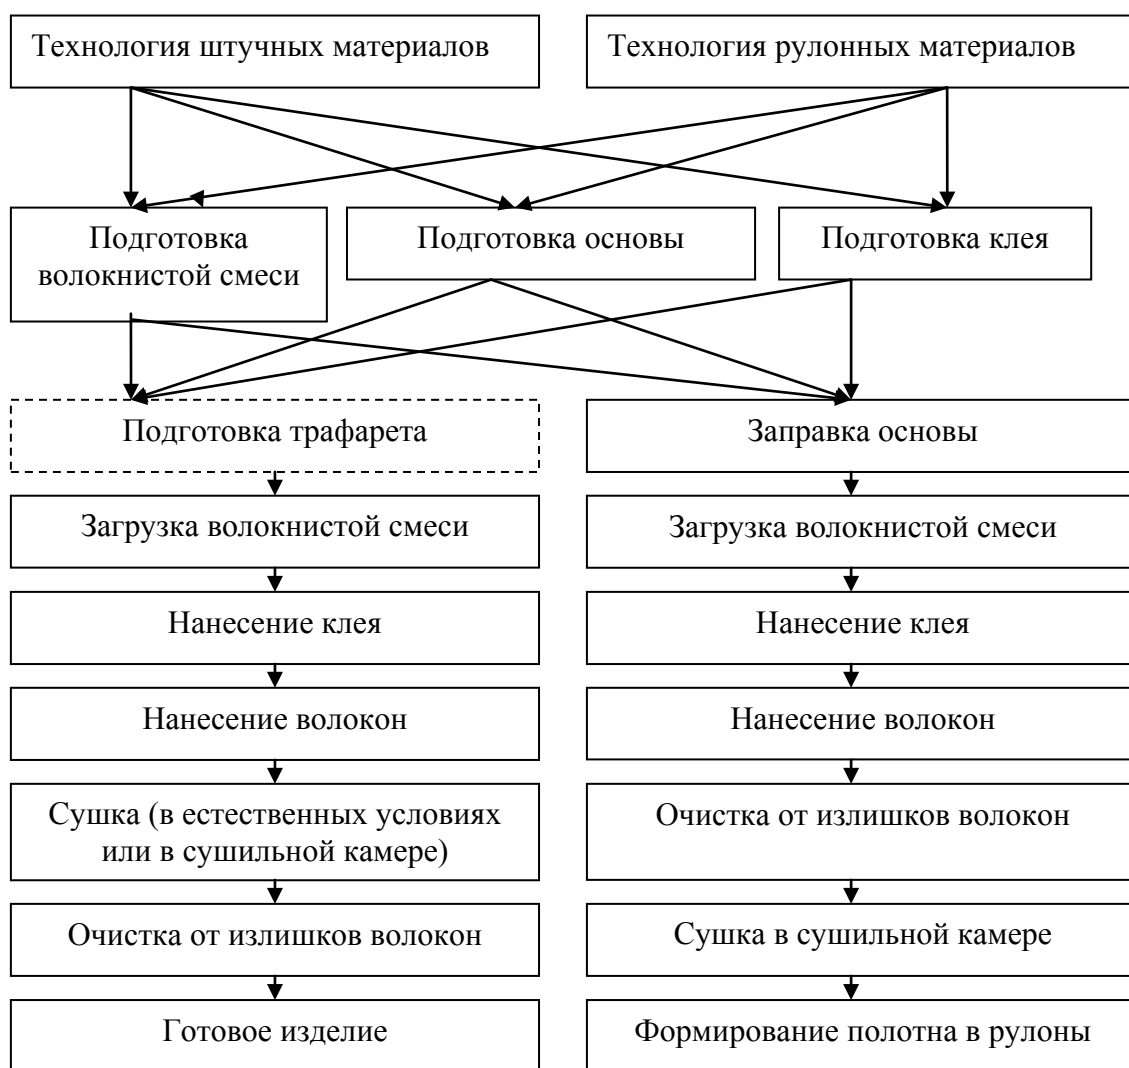 Технология штучных материалов
Технология рулонных материалов
Подготовка
волокнистой смеси
Подготовка основы
Подготовка клея
Подготовка трафарета
Заправка основы
Загрузка волокнистой смеси
Загрузка волокнистой смеси
Нанесение клея
Нанесение клея
Нанесение волокон
Нанесение волокон
Сушка (в естественных условиях
или в сушильной камере)
Очистка от излишков волокон
Очистка от излишков волокон
Сушка в сушильной камере
Готовое изделие
Формирование полотна в рулоны